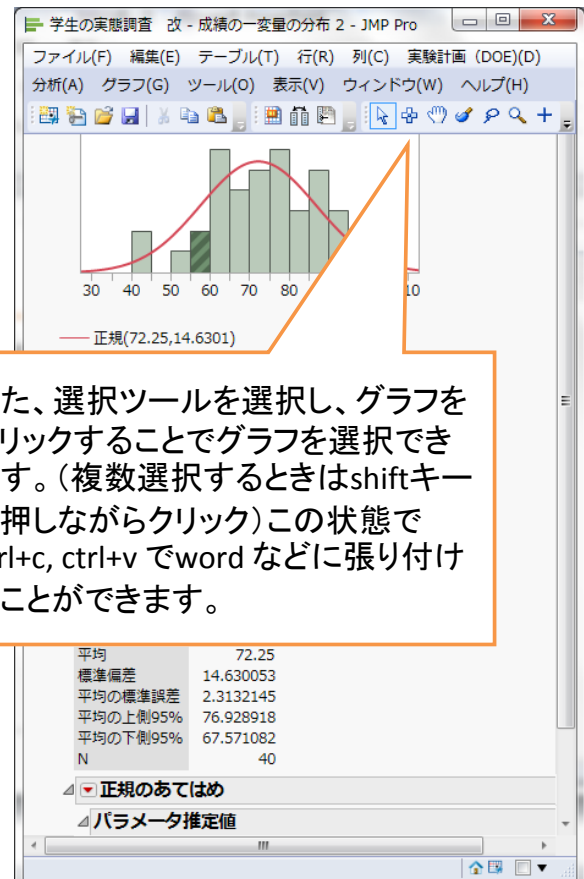 学生の実態調査　改 - 成績の一変量の分布 2 - JMP Pro
ファイル(F) 編集(E) テーブル(T) 行(R) 列(C) 実験計画（DOE)(D)
分析(A) グラフ(G) ツール(O) 表示(V) ウィンドウ(W) ヘルプ(H)
30 40 50 60 70 80 10
正規(72.25,14.6301)
た、選択ツールを選択し、グラフを
リックすることでグラフを選択でき
す。（複数選択するときはshiftキー
押しながらクリック）この状態で
rl+c, ctrl+v でword などに張り付け
ことができます。
平均 72.25
標準偏差 14.630053
平均の標準誤差 2.3132145
平均の上側95% 76.928918
平均の下側95% 67.571082
N 40
正規のあてはめ
パラメータ推定値